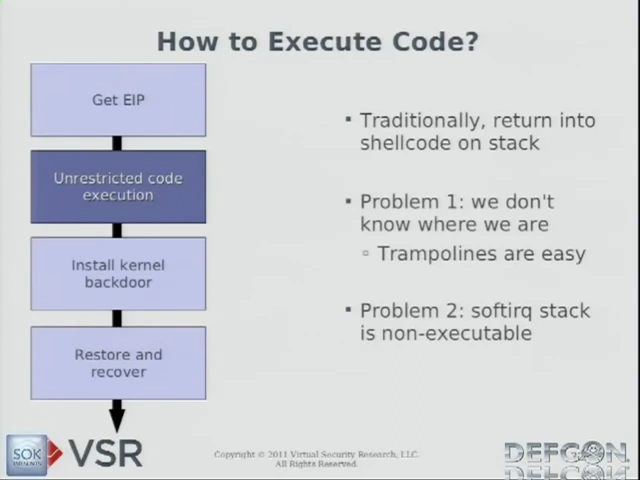 How to Execute Code?
Get EIP
Unrestricted code
execution
Install kernel
backdoor
Restore and
recover
▪ Traditionally, return into
shellcode on stack
▪ Problem 1: we don't
know where we are
▫ Trampolines are easy
▪ Problem 2: softirq stack
is non-executable
SOK
PRESENTS
VSR
Copyright © 2011 Virtual Security Research, LLC.
All Rights Reserved.
DEFCON